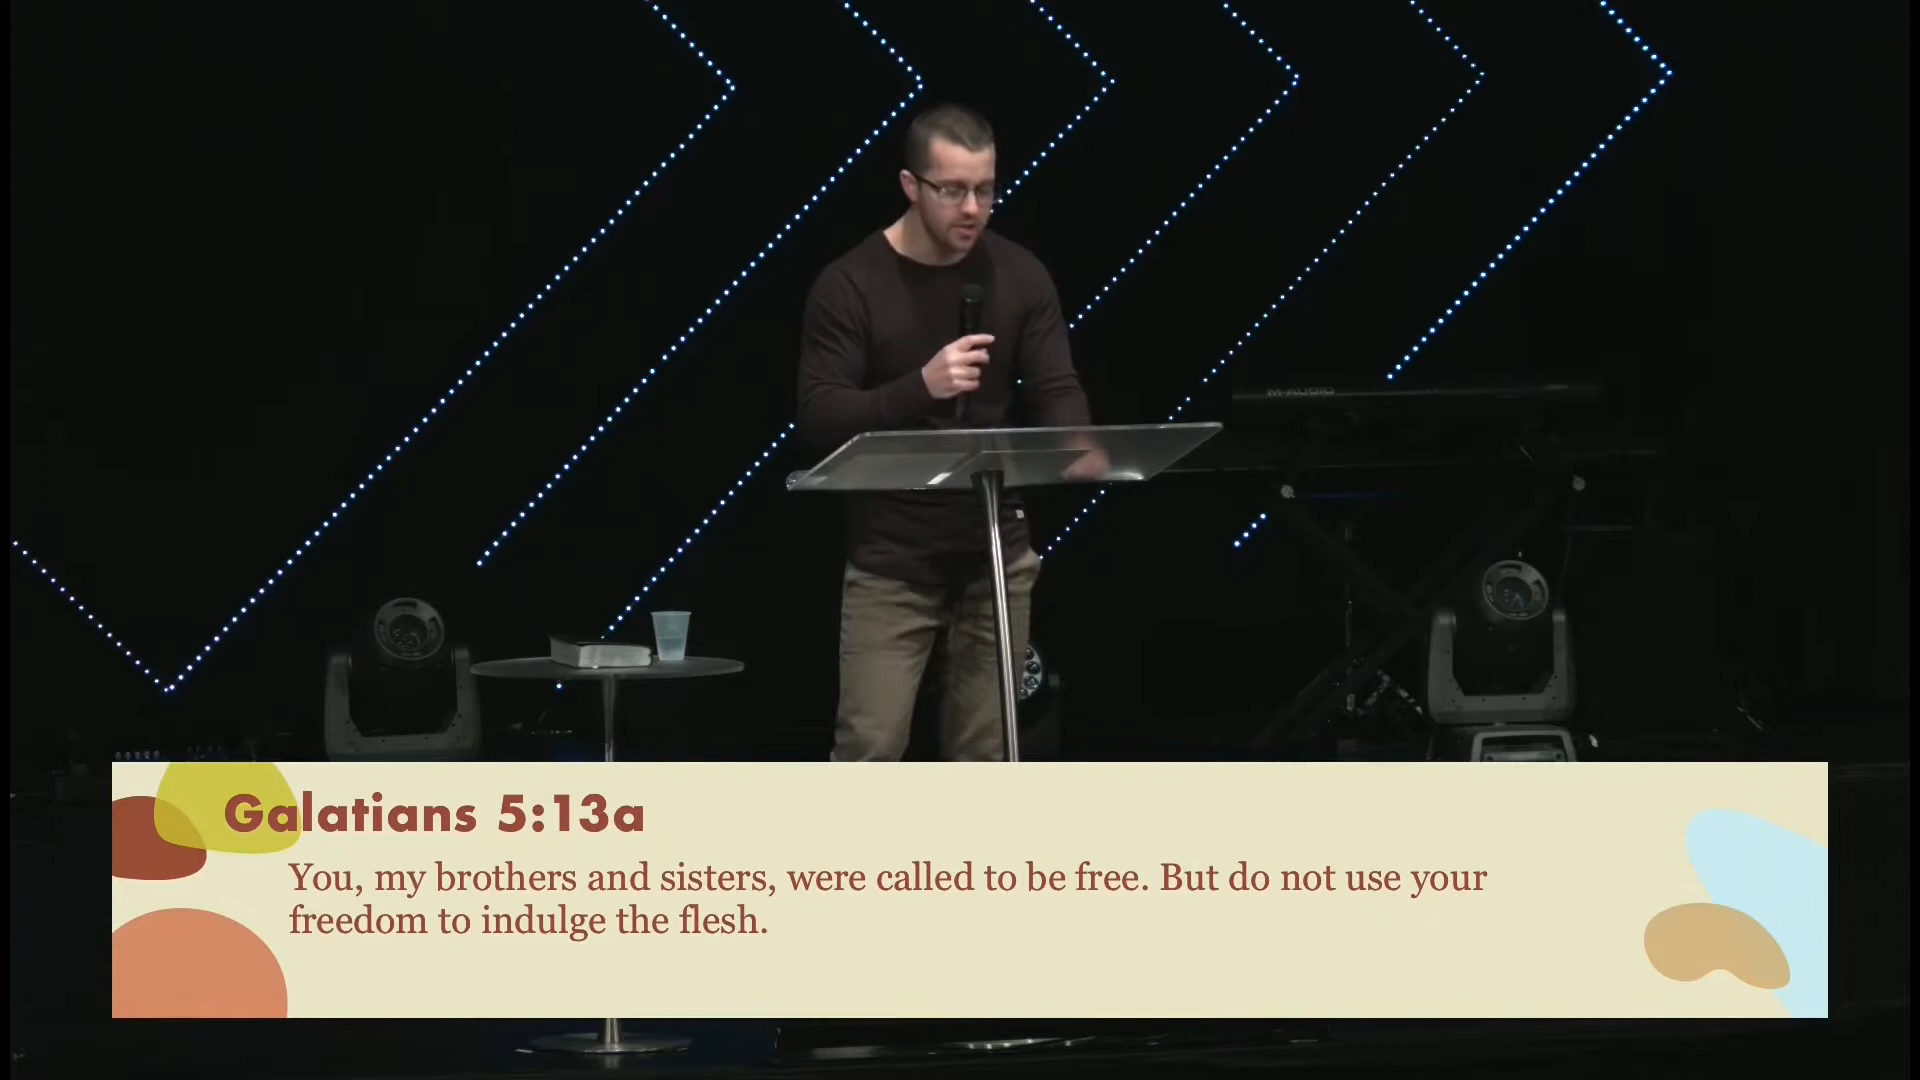 M-AUDIO
Galatians 5:13a
You, my brothers and sisters, were called to be free. But do not use your
freedom to indulge the flesh.